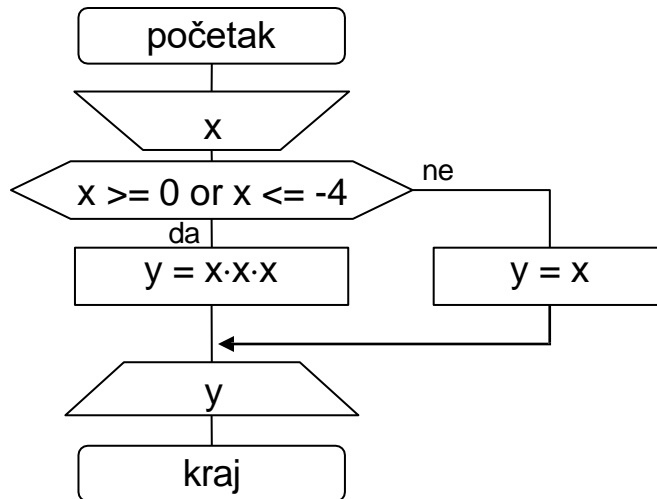 početak
x
x >= 0 or x <= -4
ne
da
y = x·x·x
y = x
y
kraj